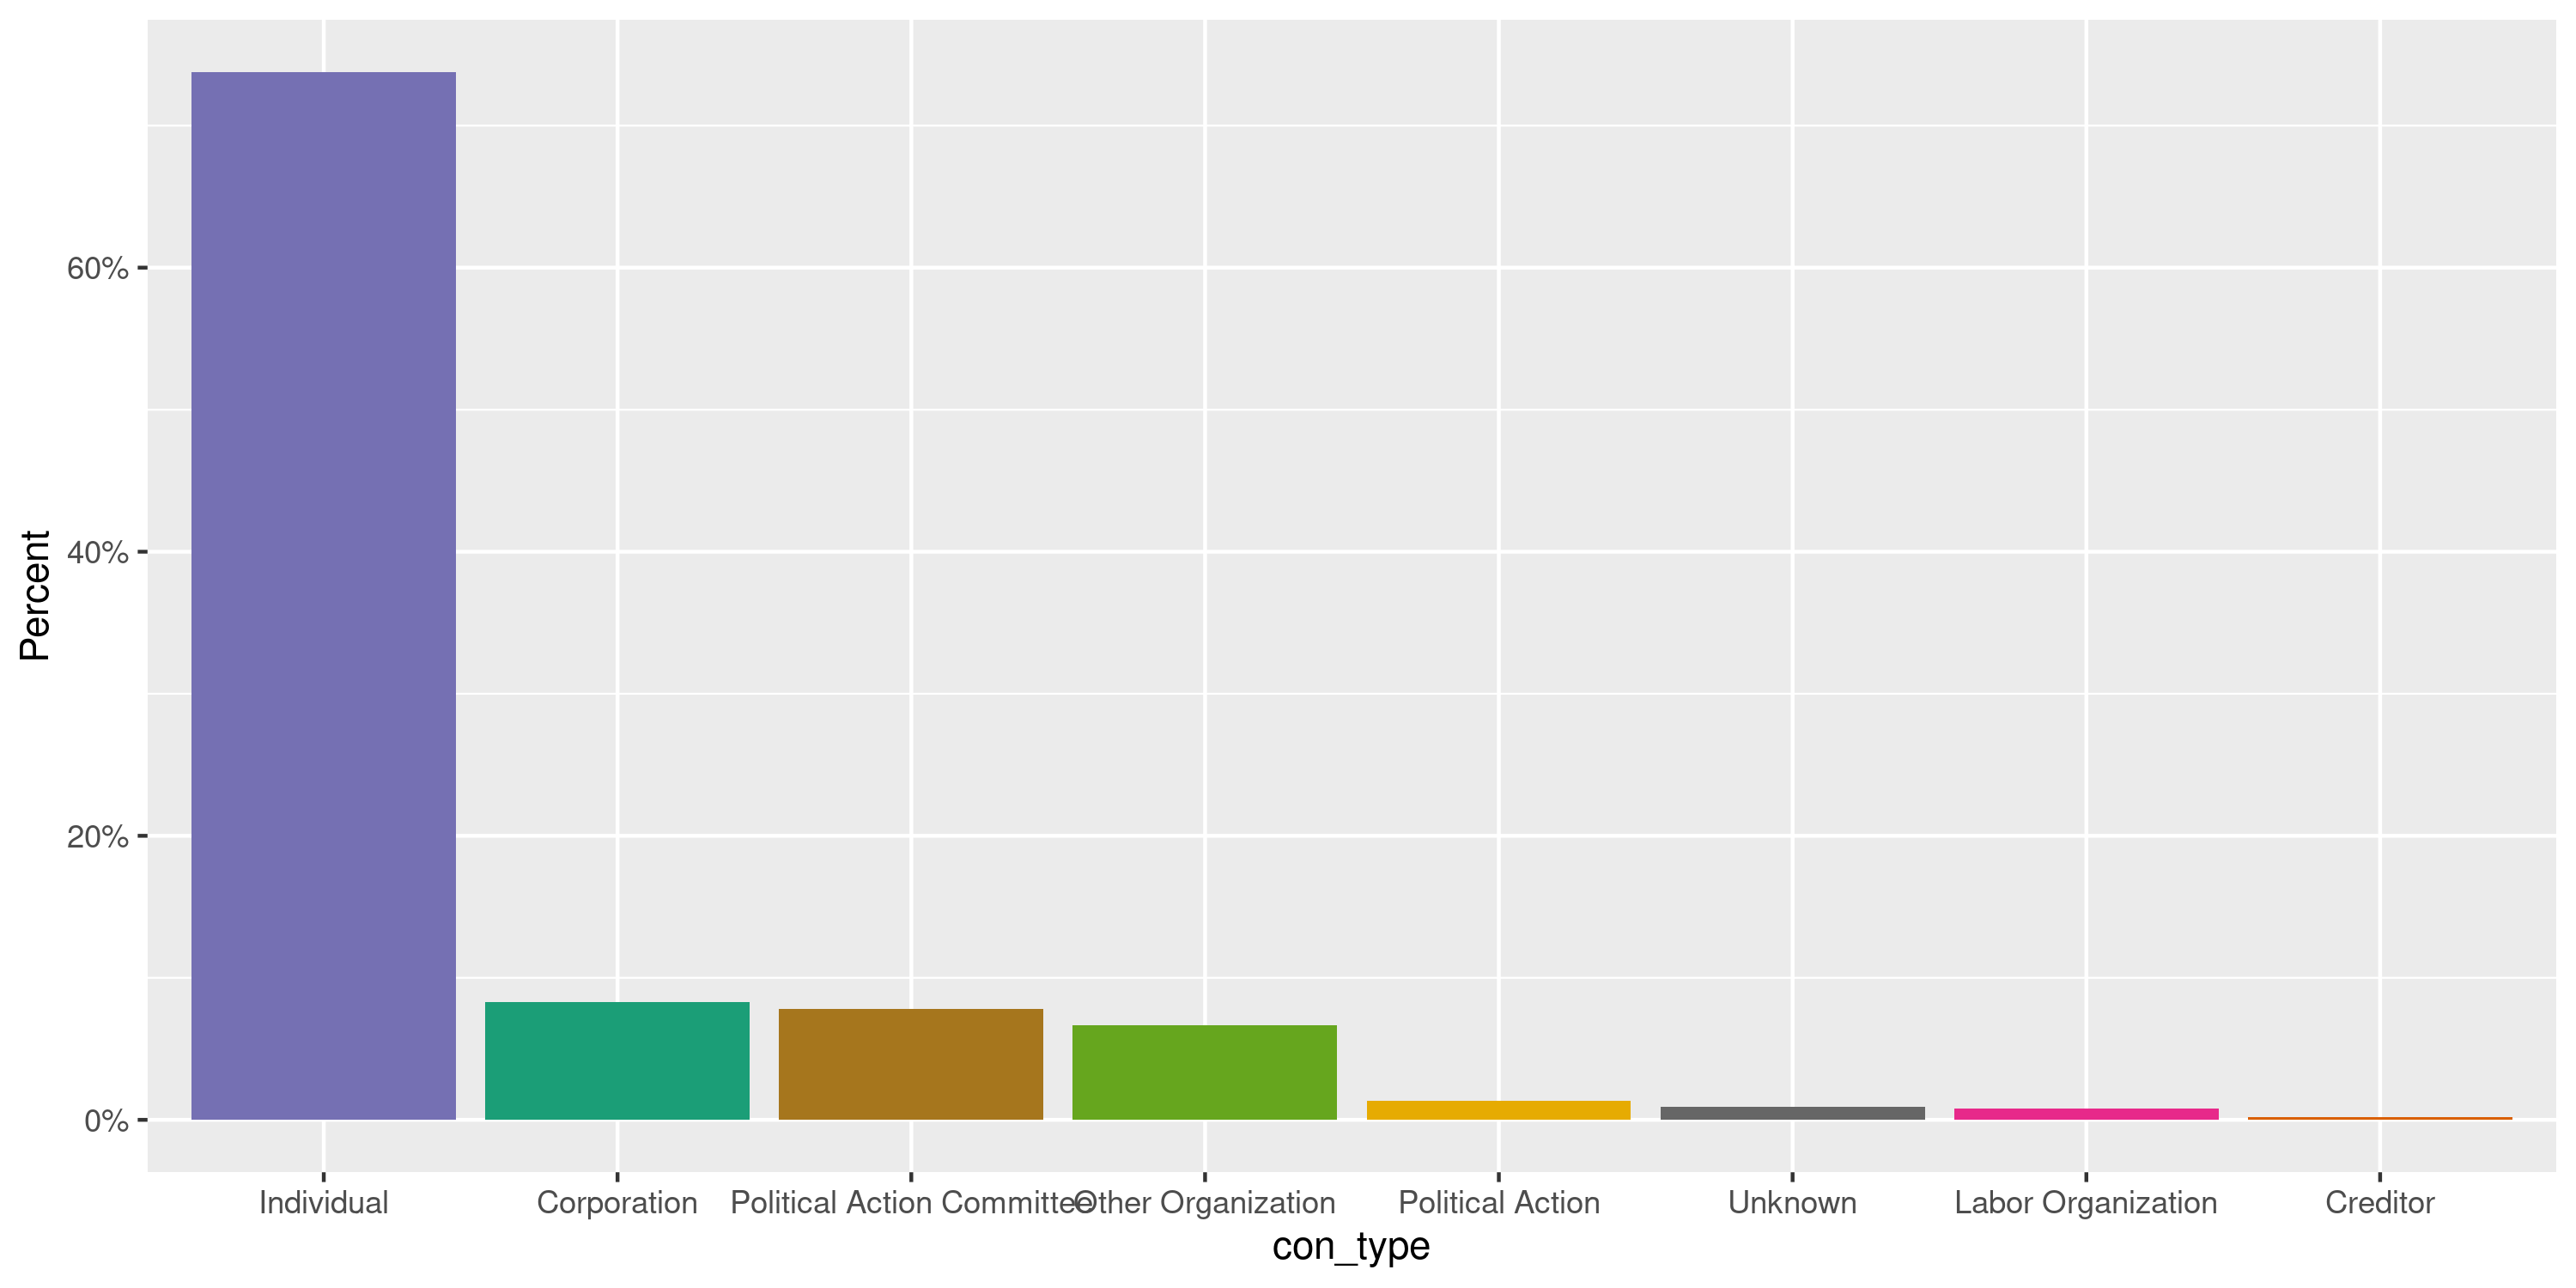 Percent
60%
40%
20%
0%
Individual
Corporation
Political Action Committee
Other Organization
Political Action
Unknown
Labor Organization
Creditor
con_type